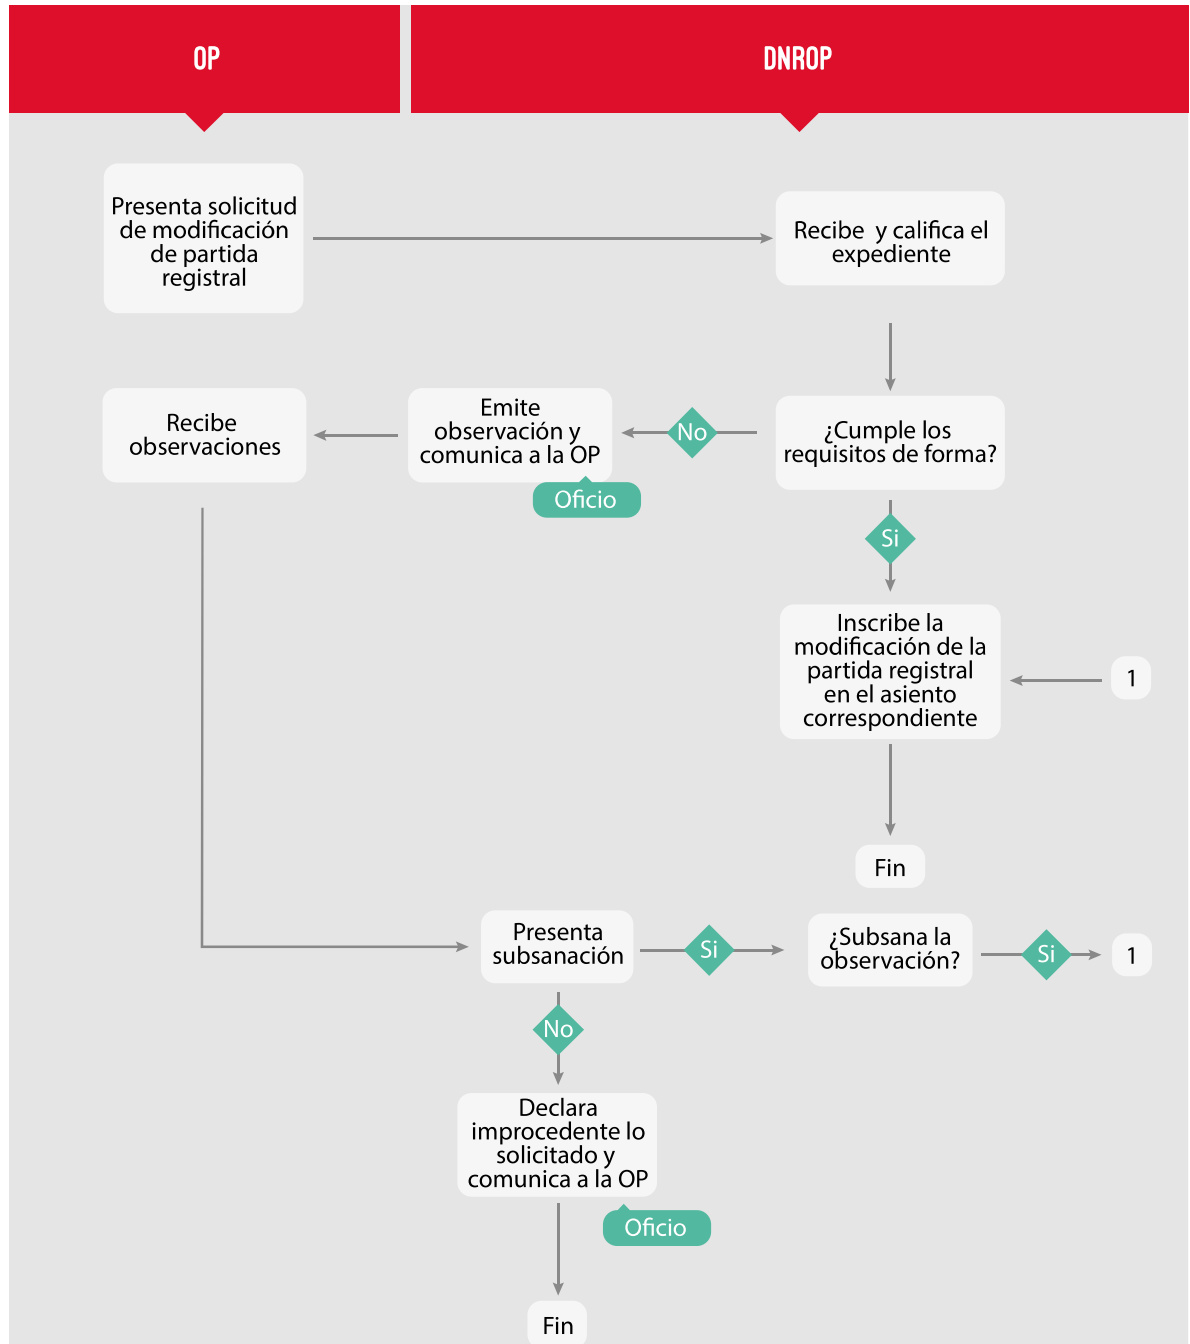 OP
DNROP
Presenta solicitud
de modificación
de partida
registral
Recibe y califica el
expediente
Recibe
observaciones
Emite
observación y
comunica a la OP
Oficio
No
¿Cumple los
requisitos de forma?
Si
Inscribe la
modificación de la
partida registral
en el asiento
correspondiente
1
Fin
Presenta
subsanación
Si
¿Subsana la
observación?
Si
1
No
Declara
improcedente lo
solicitado y
comunica a la OP
Oficio
Fin